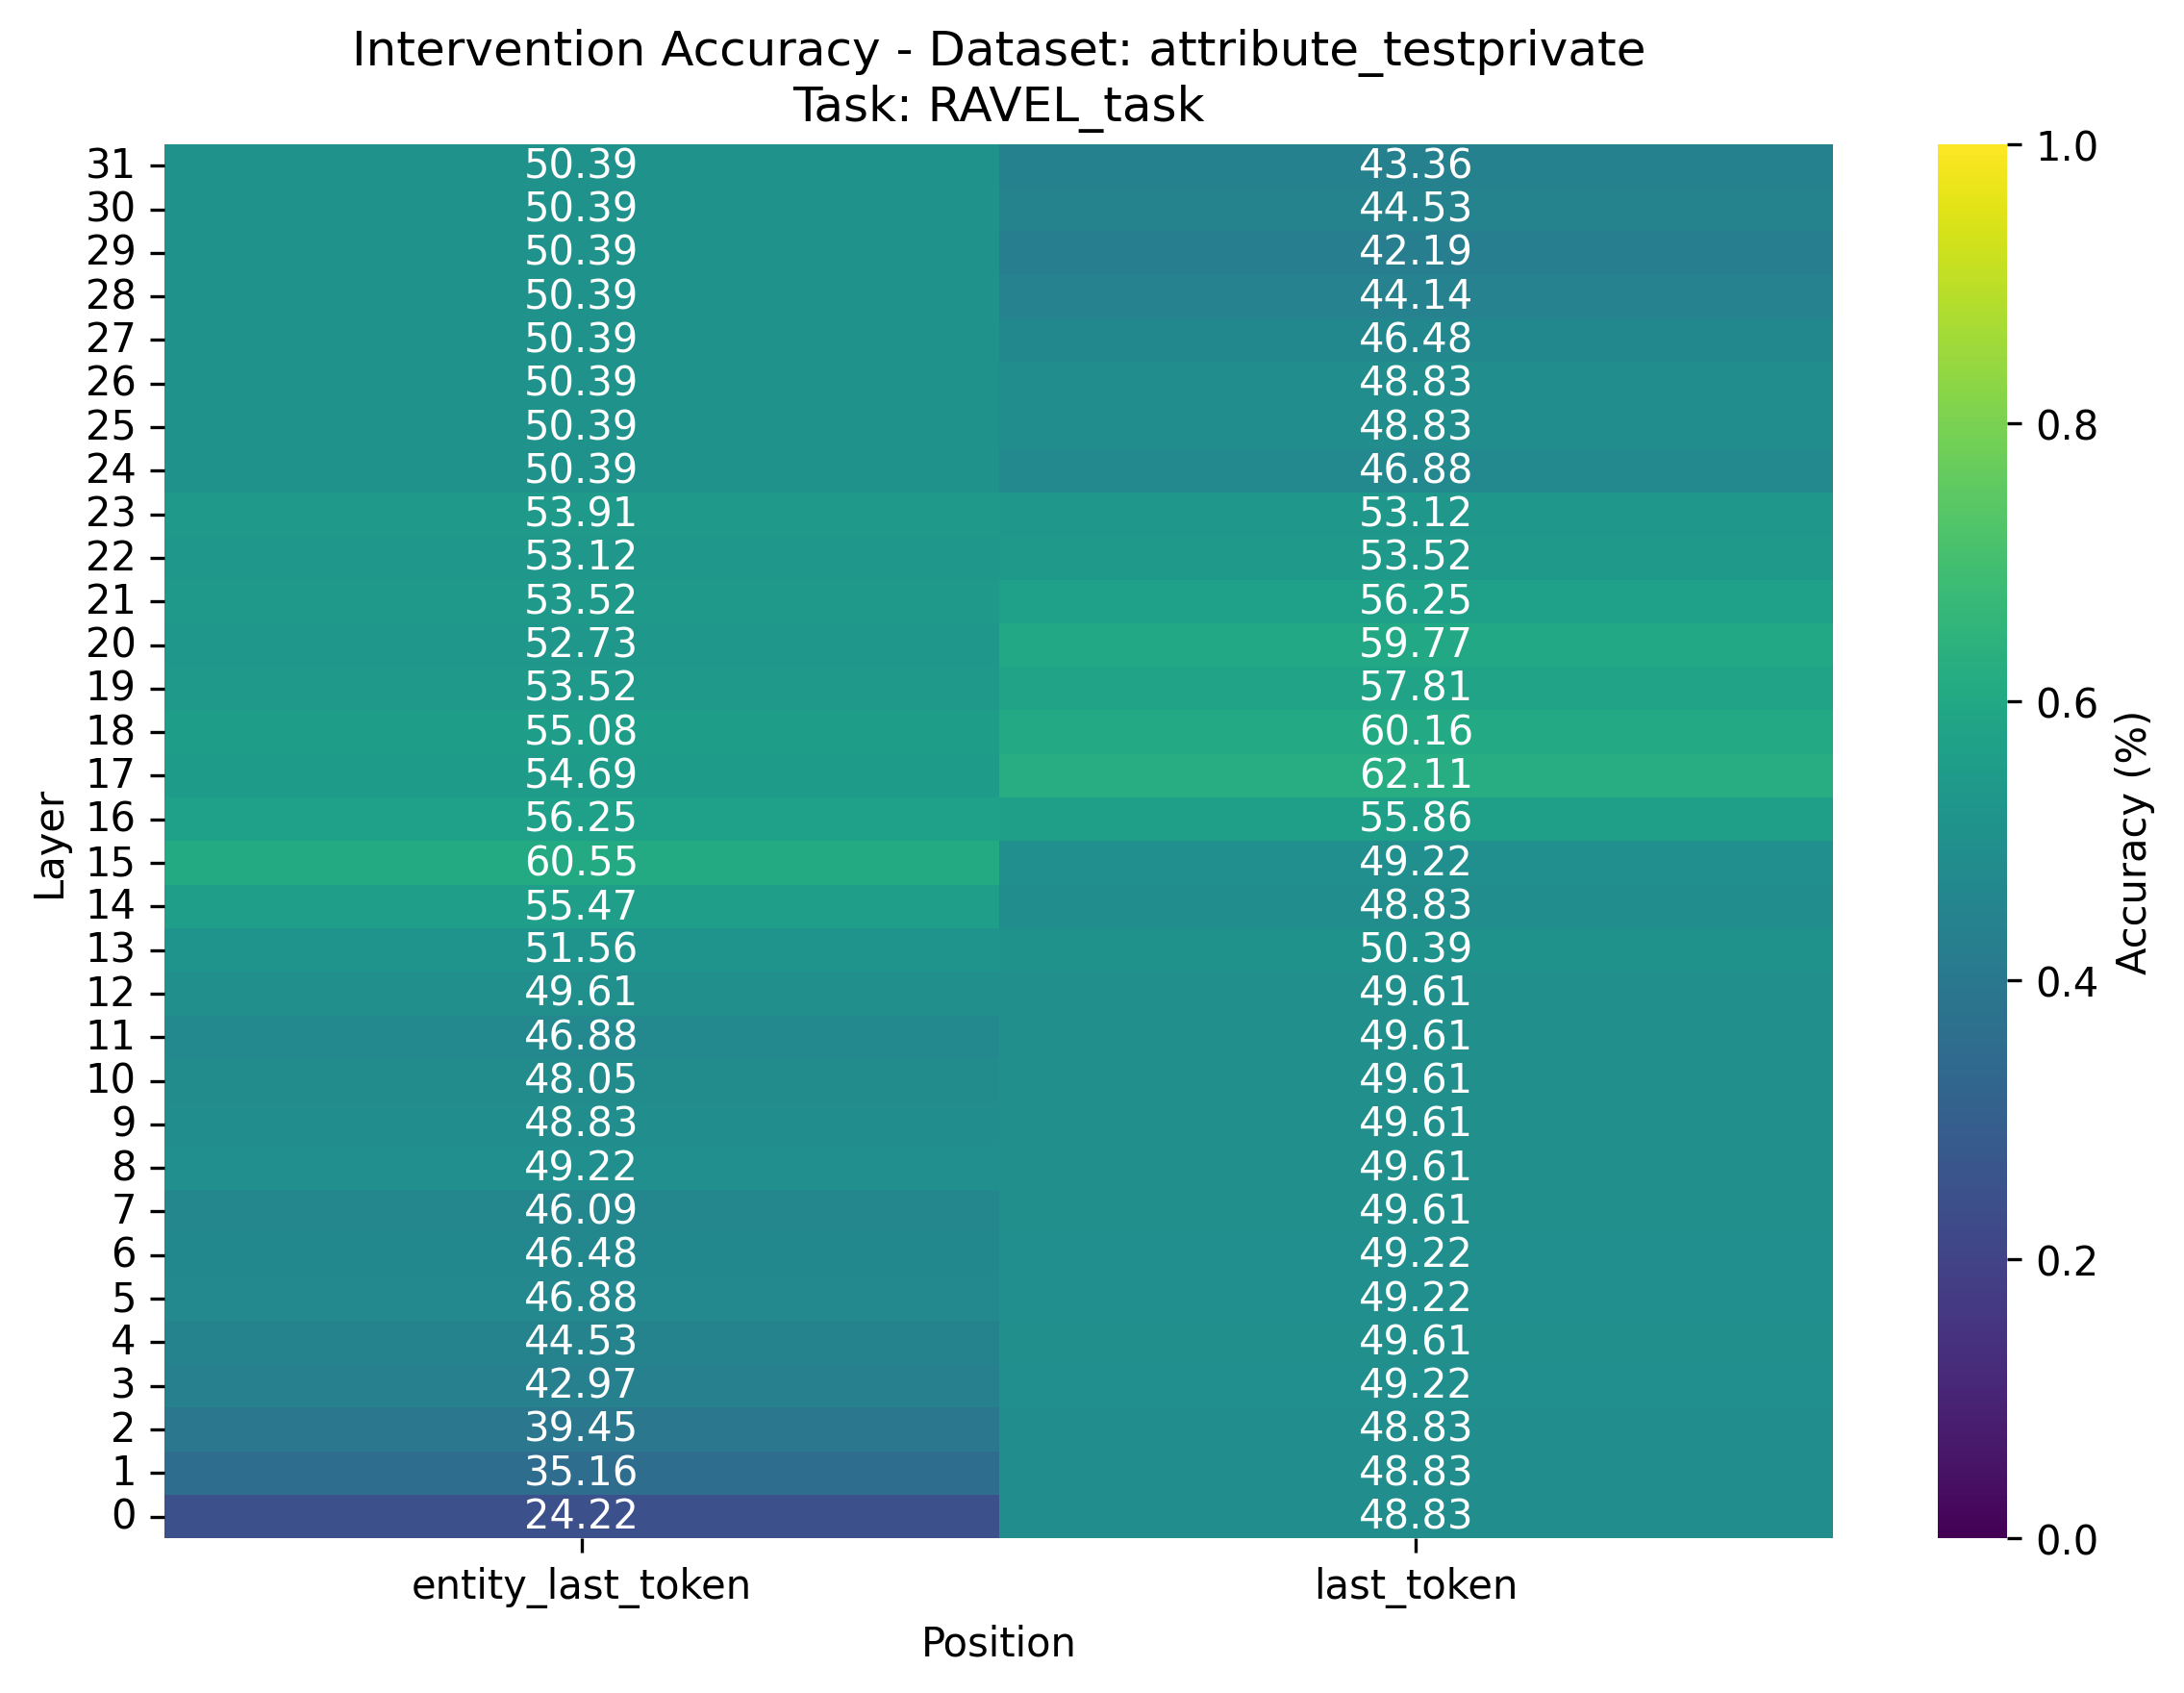 Intervention Accuracy - Dataset: attribute_testprivate
Task: RAVEL_task
31 50.39 43.36
30 50.39 44.53
29 50.39 42.19
28 50.39 44.14
27 50.39 46.48
26 50.39 48.83
25 50.39 48.83
24 50.39 46.88
23 53.91 53.12
22 53.12 53.52
21 53.52 56.25
20 52.73 59.77
19 53.52 57.81
18 55.08 60.16
17 54.69 62.11
16 56.25 55.86
15 60.55 49.22
14 55.47 48.83
13 51.56 50.39
12 49.61 49.61
11 46.88 49.61
10 48.05 49.61
9 48.83 49.61
8 49.22 49.61
7 46.09 49.61
6 46.48 49.22
5 46.88 49.22
4 44.53 49.61
3 42.97 49.22
2 39.45 48.83
1 35.16 48.83
0 24.22 48.83
entity_last_token last_token
Position
Layer
1.0
0.8
0.6
0.4
0.2
0.0
Accuracy (%)